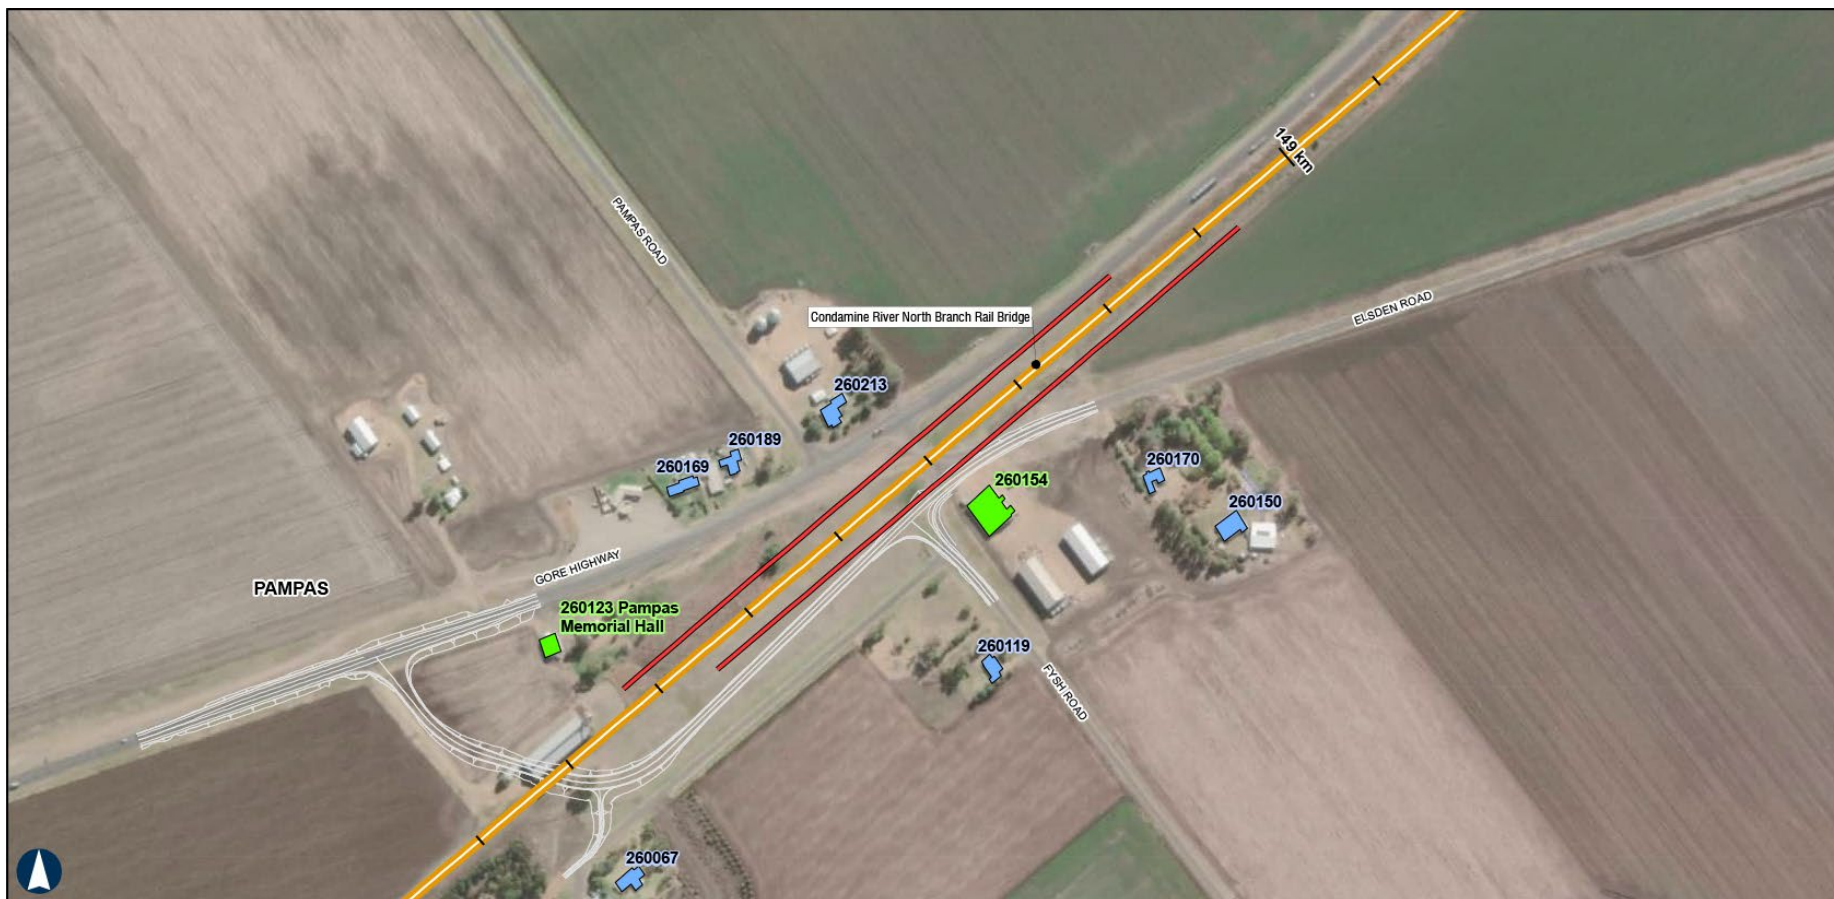 149 km
PAMPAS ROAD
Condamine River North Branch Rail Bridge
ELSDEN ROAD
260213
260189
260169
260170
260154
260150
GORE HIGHWAY
PAMPAS
260123 Pampas
Memorial Hall
260119
FYSH ROAD
260067